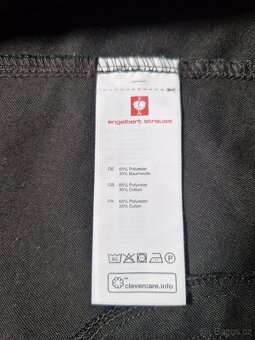 engelbert strauss
DE 65% Polyester
35% Baumwolle
GB 65% Polyester
35% Cotton
FR 65% Polyester
35% Coton
60
P
clevercare.info